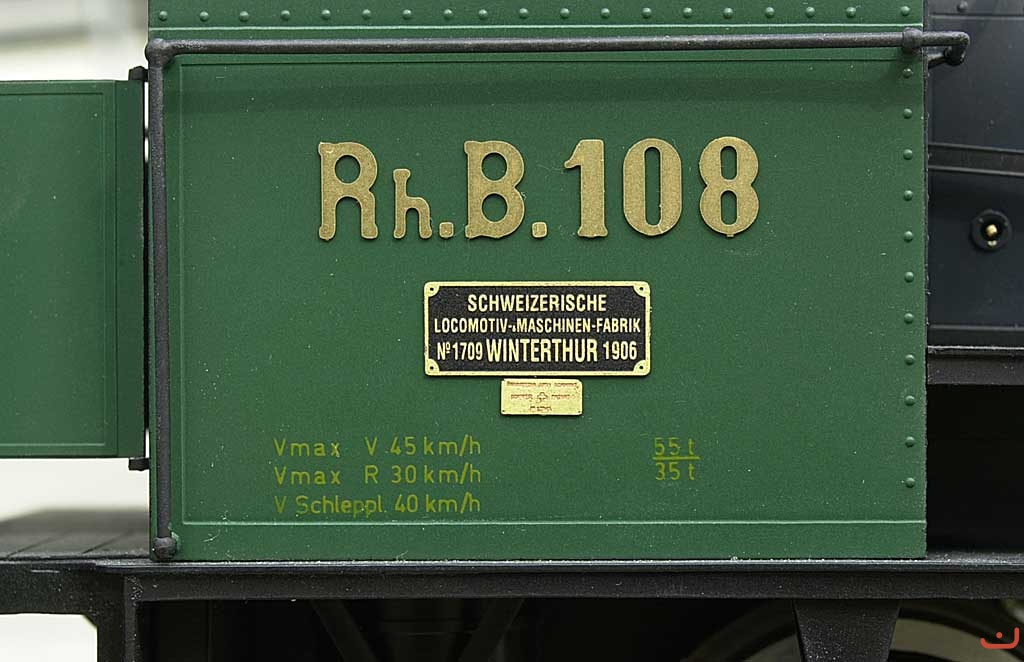 Rh.B.108
SCHWEIZERISCHE
LOCOMOTIV-&MASCHINEN-FABRIK
Nº1709 WINTERTHUR 1906
Vmax V 45 km/h
Vmax R 30 km/h
V Schleppl. 40 km/h
55 t
35 t